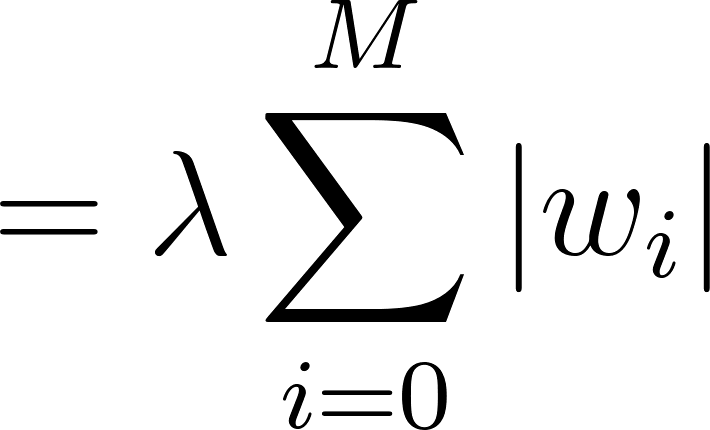 = λ ∑_{i=0}^{M} |w_i|